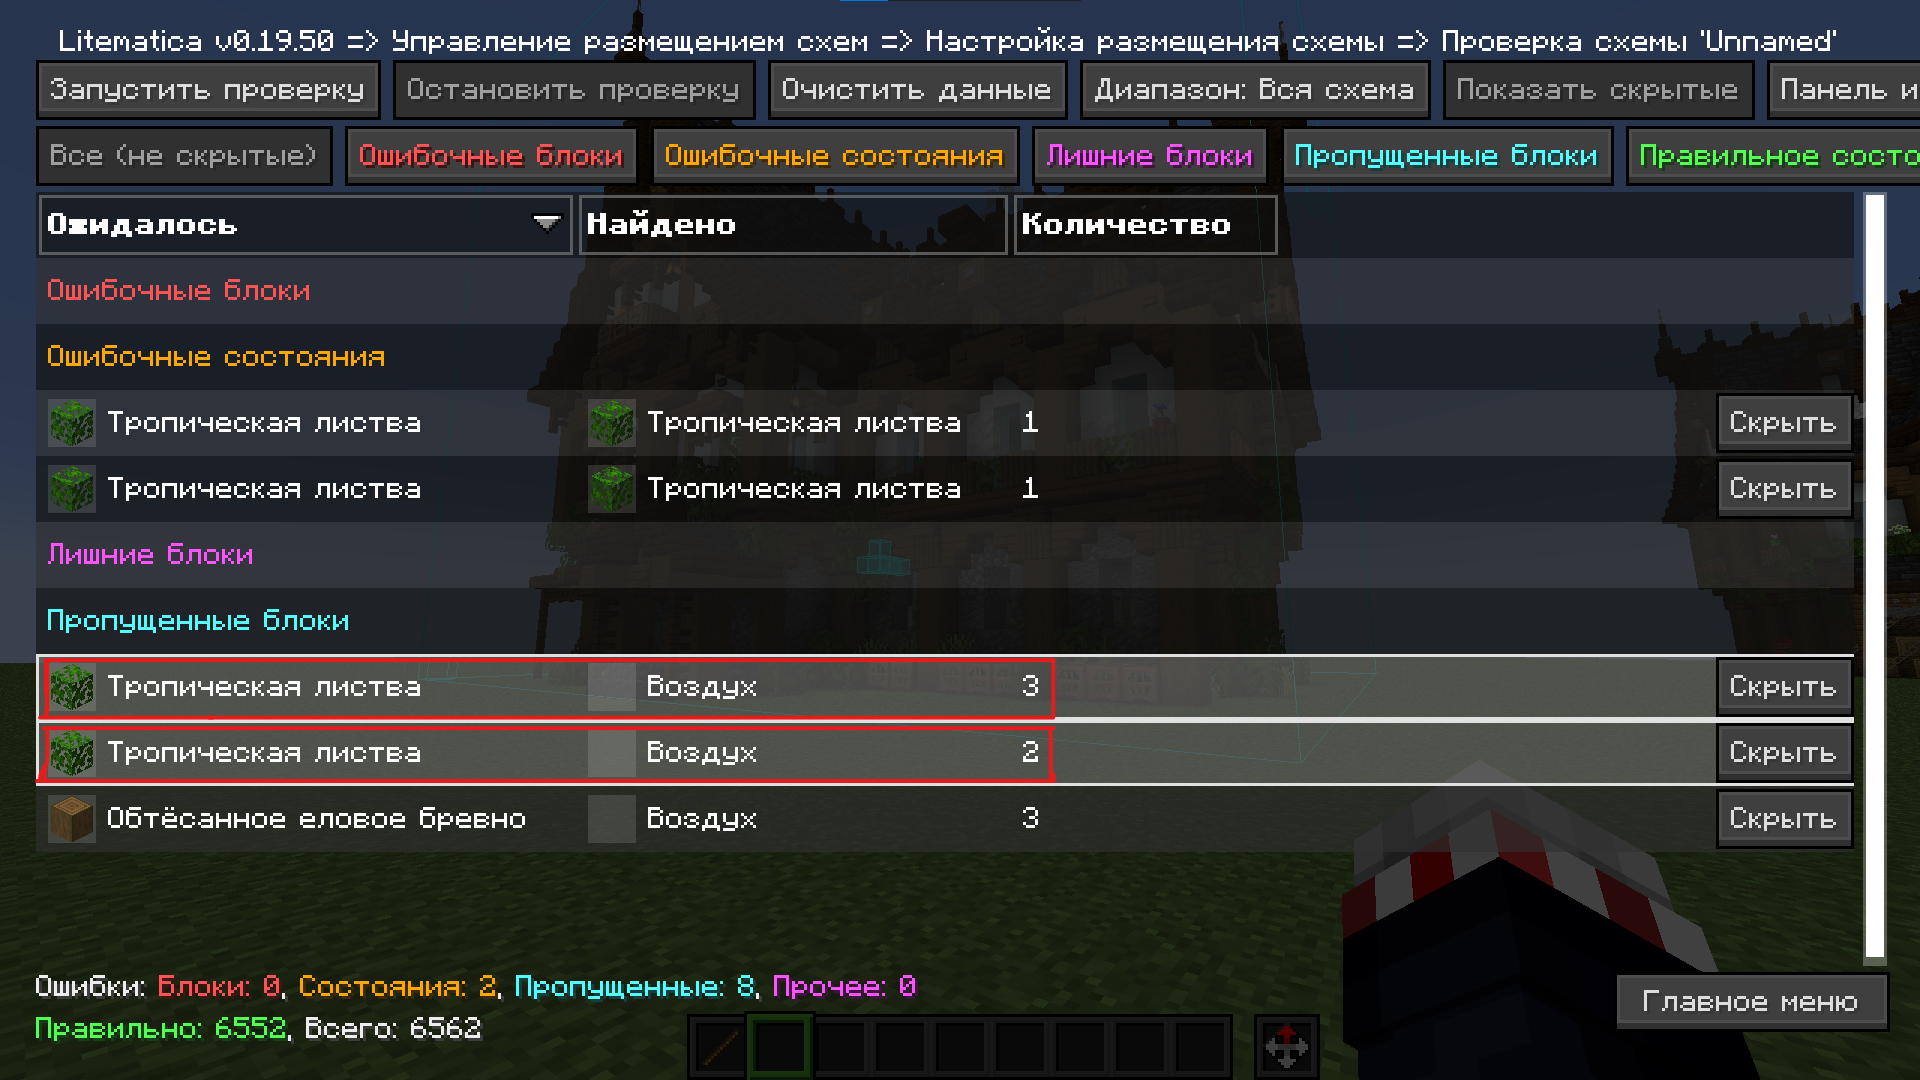 Litematica v0.19.50 => Управление размещением схем => Настройка размещения схемы => Проверка схемы 'Unnamed'
Запустить проверку Остановить проверку Очистить данные Диапазон: Вся схема Показать скрытые Панель и
Все (не скрытые) Ошибочные блоки Ошибочные состояния Лишние блоки Пропущенные блоки Правильное состо
Ожидалось Найдено Количество
Ошибочные блоки
Ошибочные состояния
Тропическая листва Тропическая листва 1 Скрыть
Тропическая листва Тропическая листва 1 Скрыть
Лишние блоки
Пропущенные блоки
Тропическая листва Воздух 3 Скрыть
Тропическая листва Воздух 2 Скрыть
Обтёсанное еловое бревно Воздух 3 Скрыть
Ошибки: Блоки: 0, Состояния: 2, Пропущенные: 8, Прочее: 0
Правильно: 6552, Всего: 6562
Главное меню